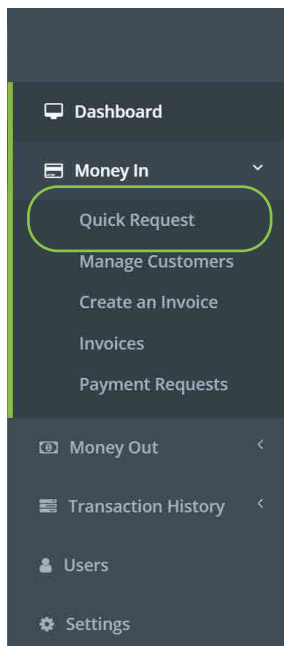 Dashboard
Money In
Quick Request
Manage Customers
Create an Invoice
Invoices
Payment Requests
Money Out
Transaction History
Users
Settings